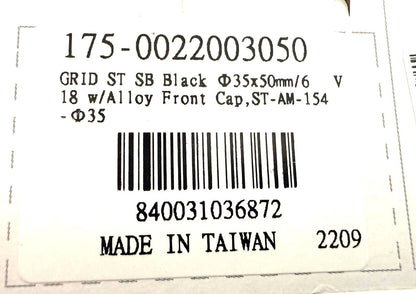 175-0022003050
GRID ST SB Black Φ35x50mm/6 V
18 w/Alloy Front Cap,ST-AM-154
-Φ35
840031036872
MADE IN TAIWAN 2209